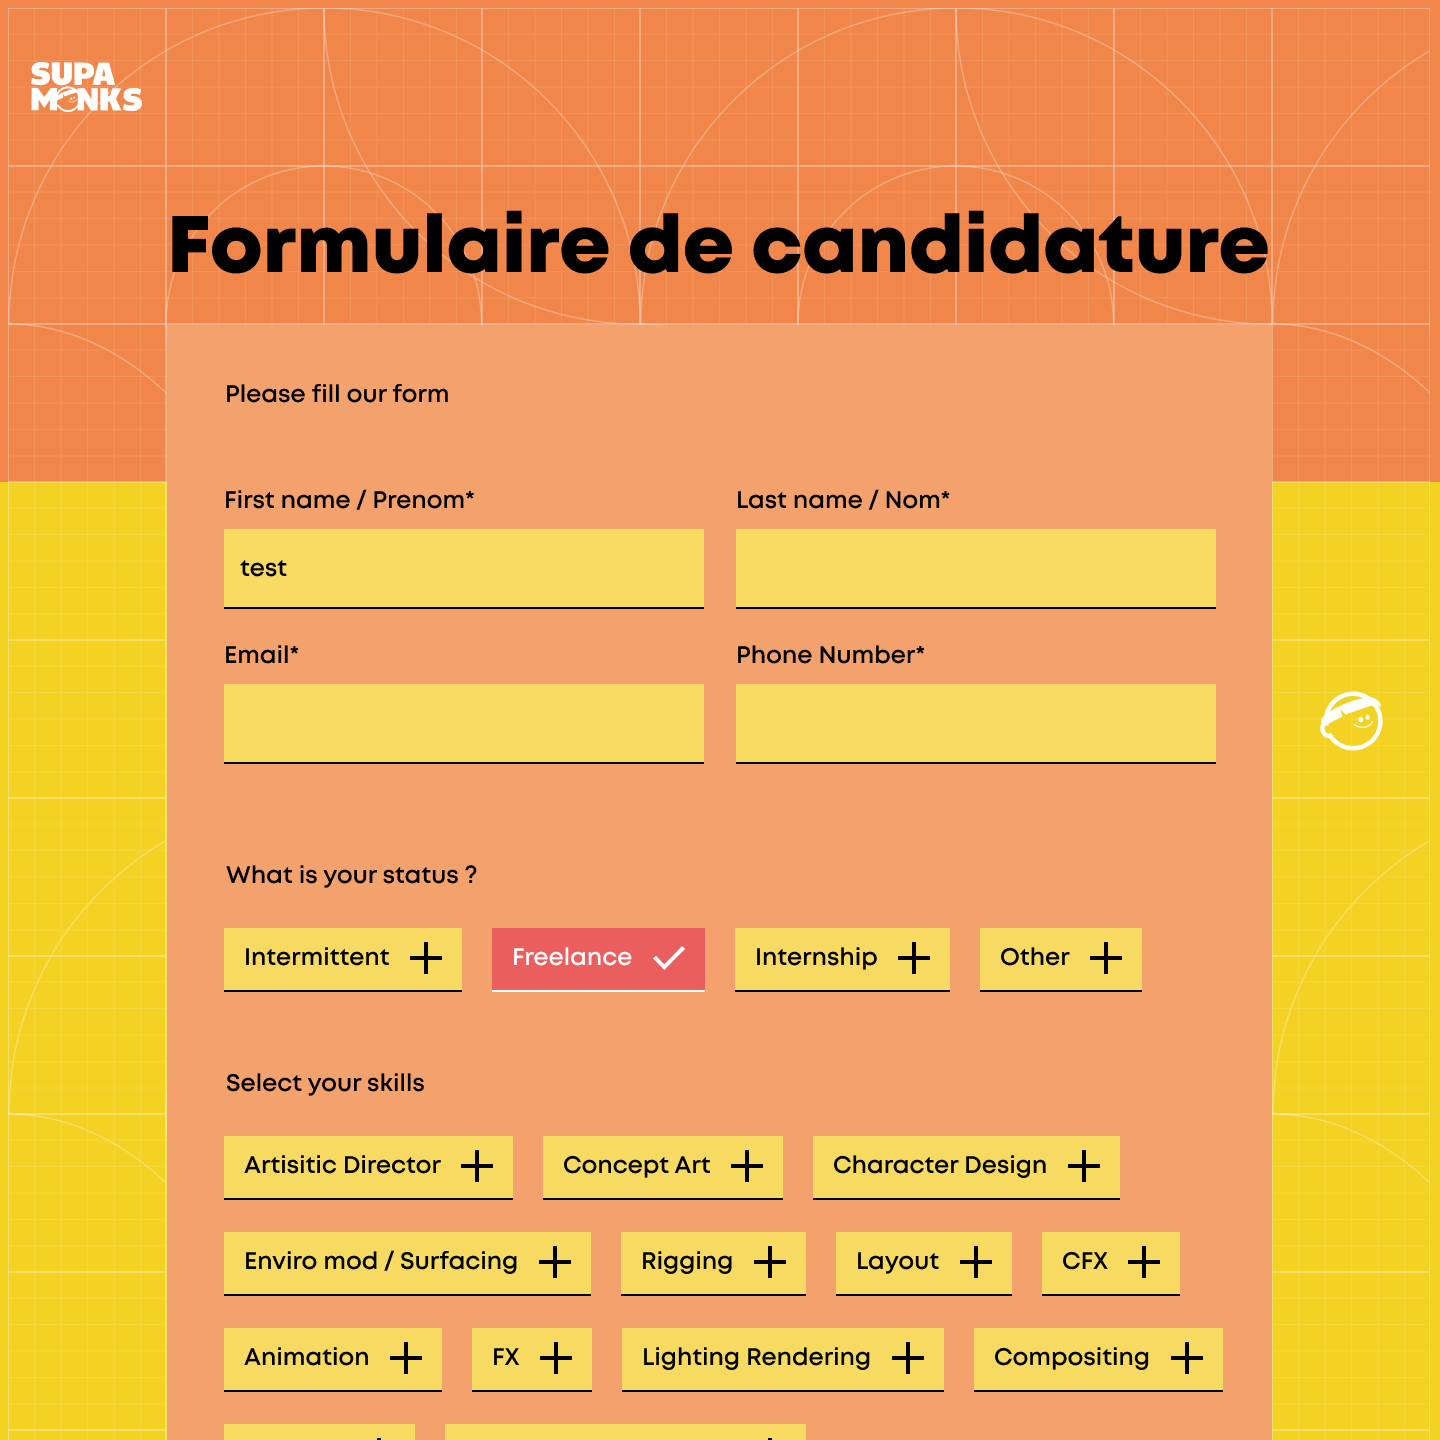 SUPA
MONKS
Formulaire de candidature
Please fill our form
First name / Prenom*
Last name / Nom*
test
Email*
Phone Number*
What is your status ?
Intermittent
Freelance
Internship
Other
Select your skills
Artisitic Director
Concept Art
Character Design
Enviro mod / Surfacing
Rigging
Layout
CFX
Animation
FX
Lighting Rendering
Compositing